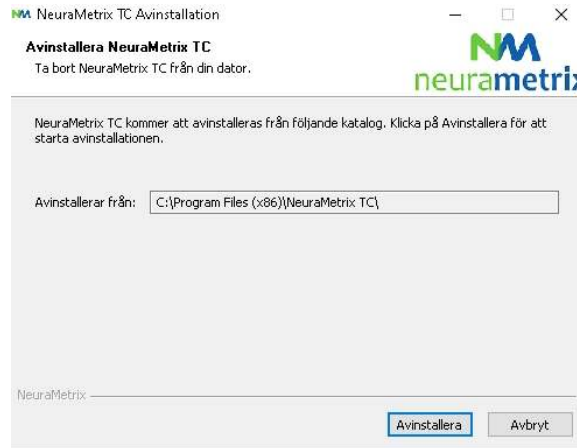 NM NeuraMetrix TC Avinstallation
Avinstallera NeuraMetrix TC
Ta bort NeuraMetrix TC från din dator.
NM
neurametrix
NeuraMetrix TC kommer att avinstalleras från följande katalog. Klicka på Avinstallera för att
starta avinstallationen.
Avinstallerar från: C:\Program Files (x86)\NeuraMetrix TC\
NeuraMetrix
Avinstallera Avbryt